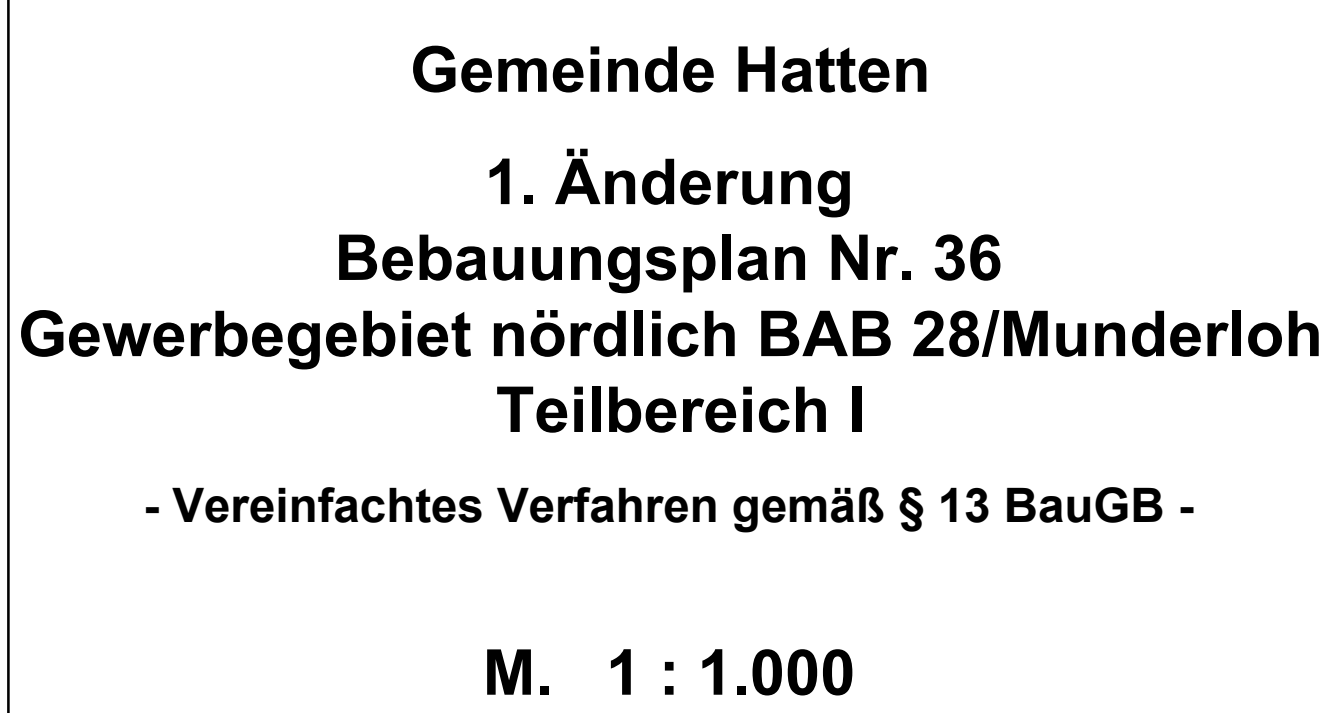 Gemeinde Hatten
1. Änderung
Bebauungsplan Nr. 36
Gewerbegebiet nördlich BAB 28/Munderloh
Teilbereich I
- Vereinfachtes Verfahren gemäß § 13 BauGB -
M. 1 : 1.000